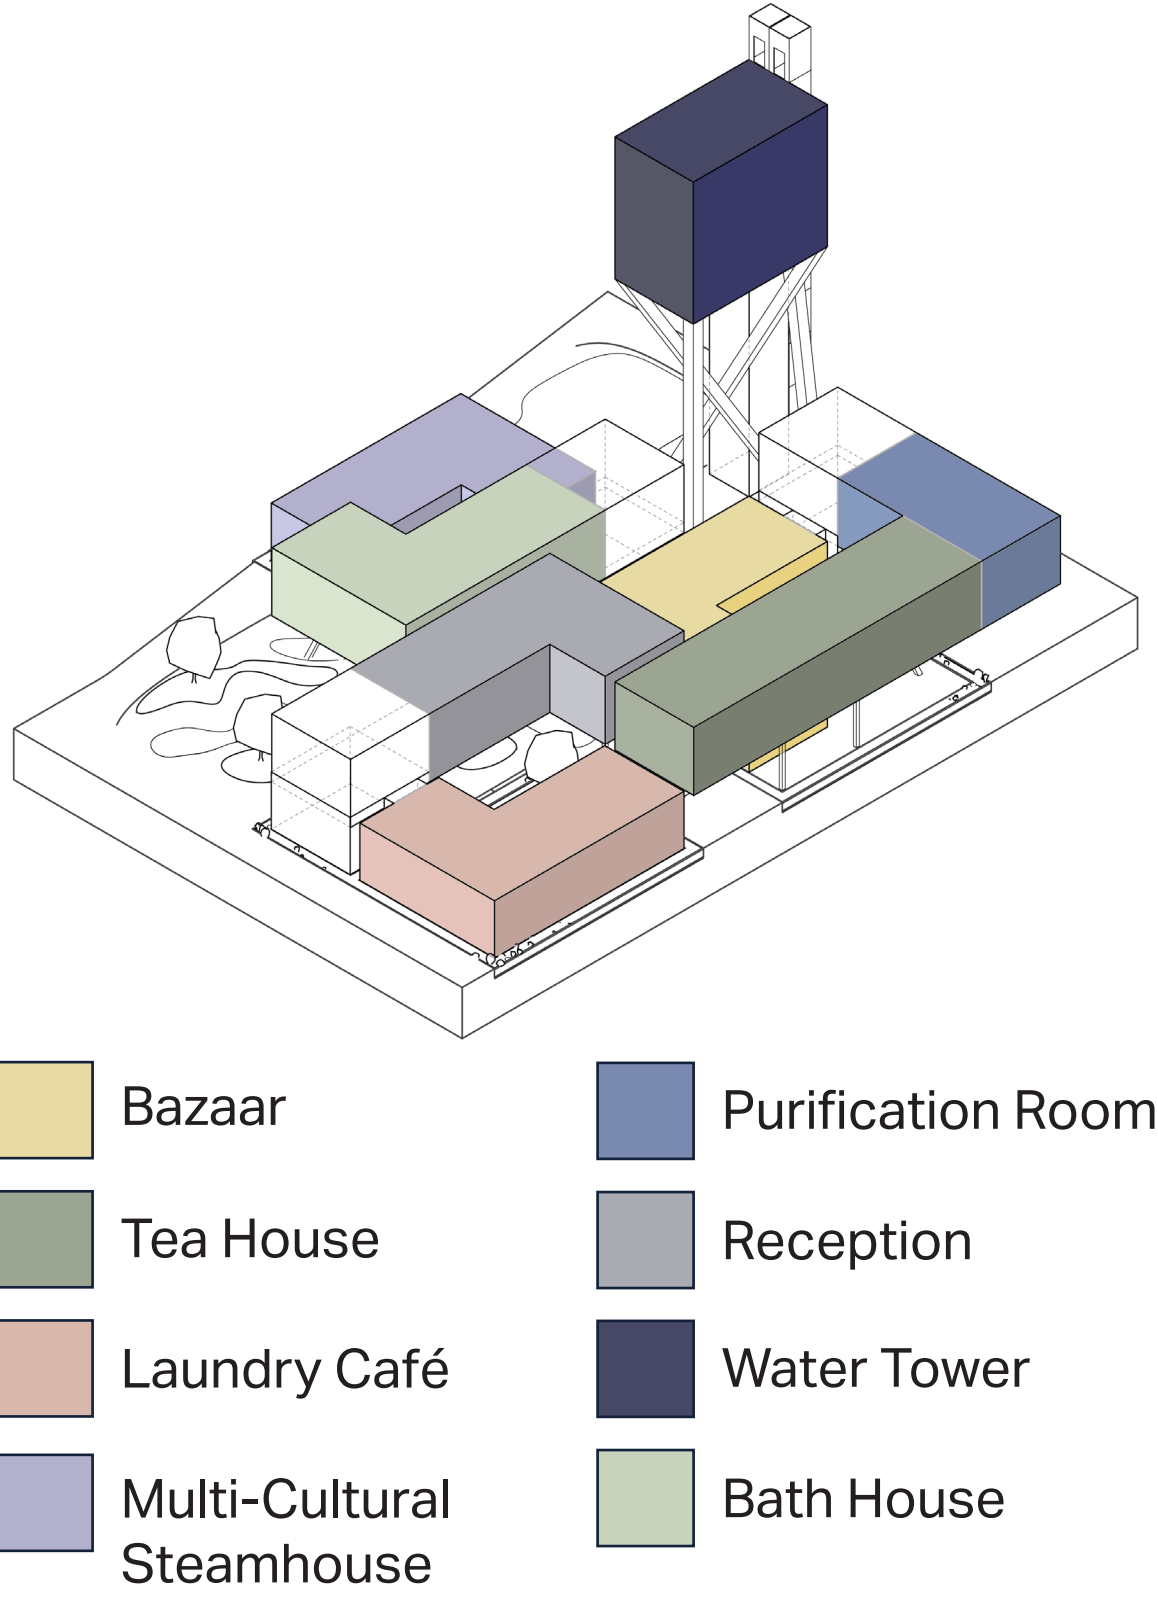 Bazaar
Tea House
Laundry Café
Multi-Cultural
Steamhouse
Purification Room
Reception
Water Tower
Bath House